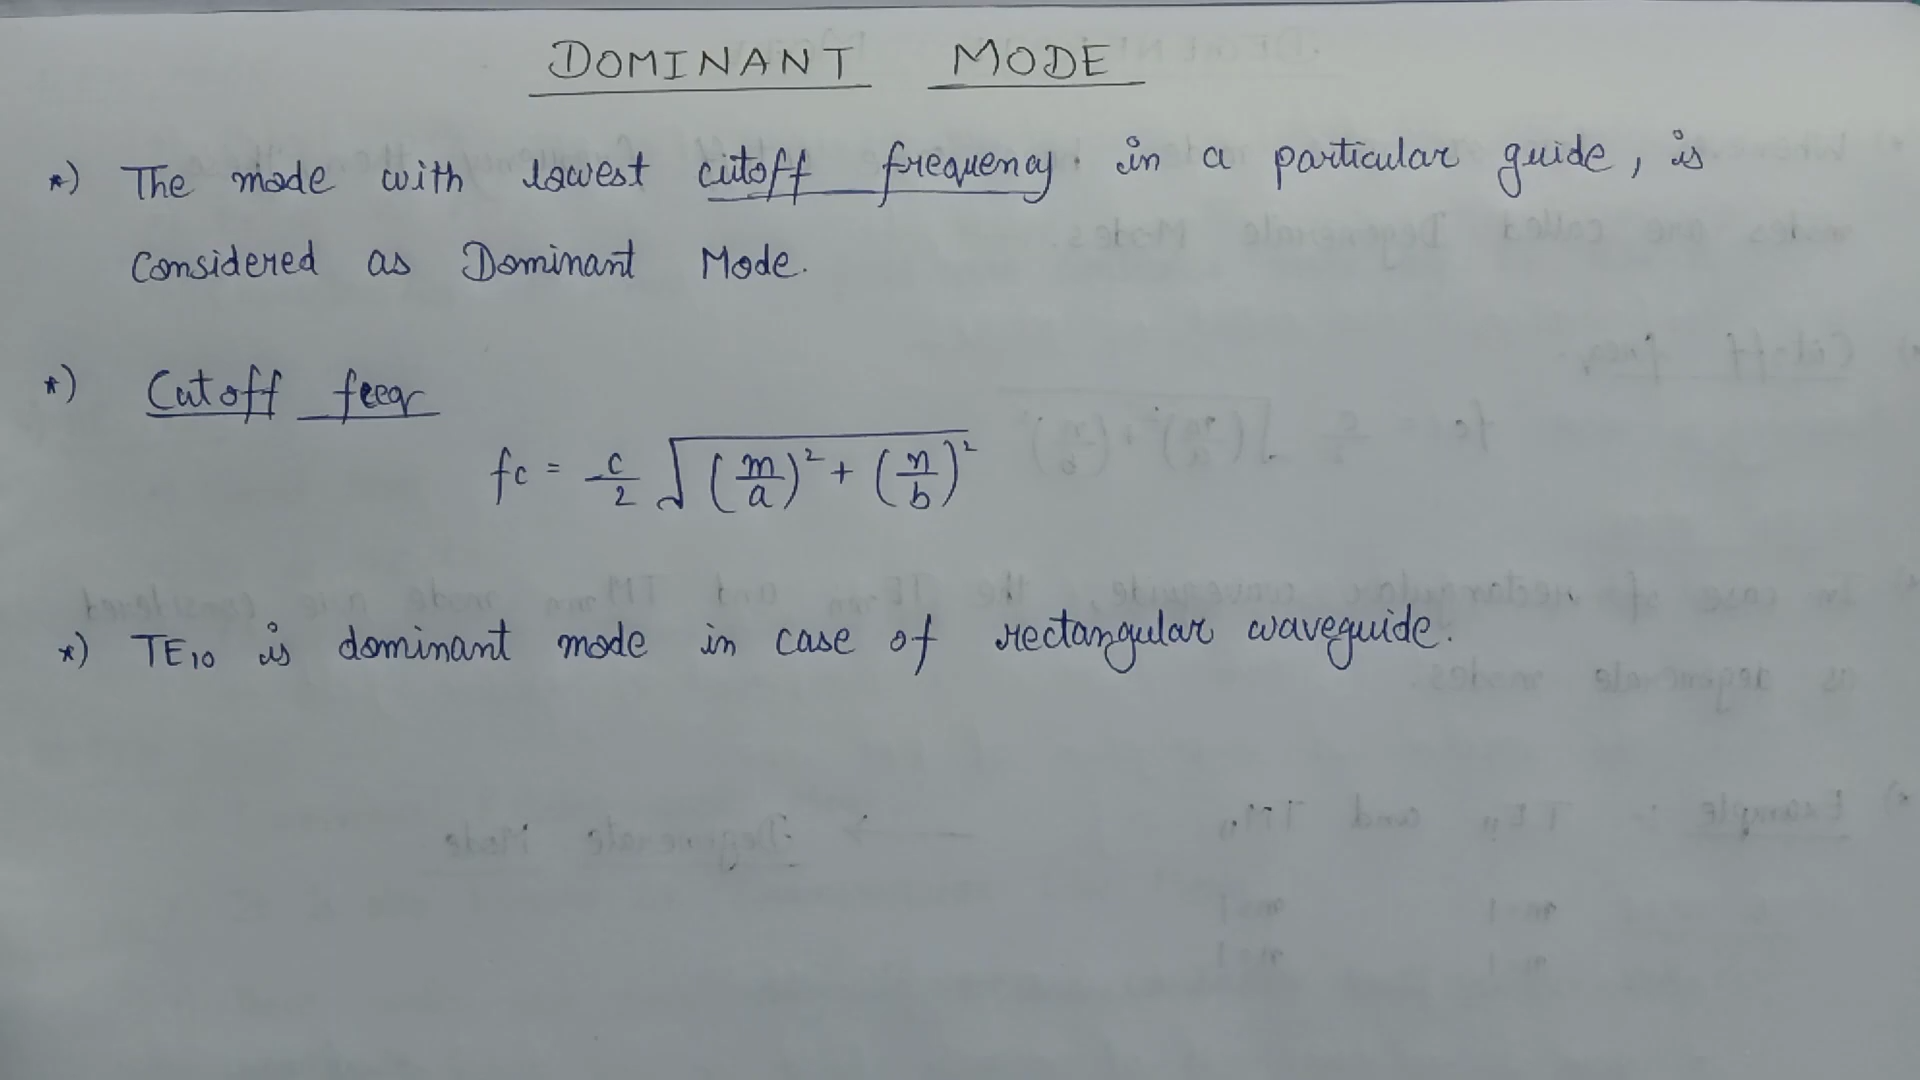 DOMINANT MODE
*) The mode with lowest cutoff frequency in a particular guide, is
Considered as Dominant Mode.
*) Cutoff freq
fc = c/2 √((m/a)² + (n/b)²)
*) TE₁₀ is dominant mode in case of rectangular waveguide.